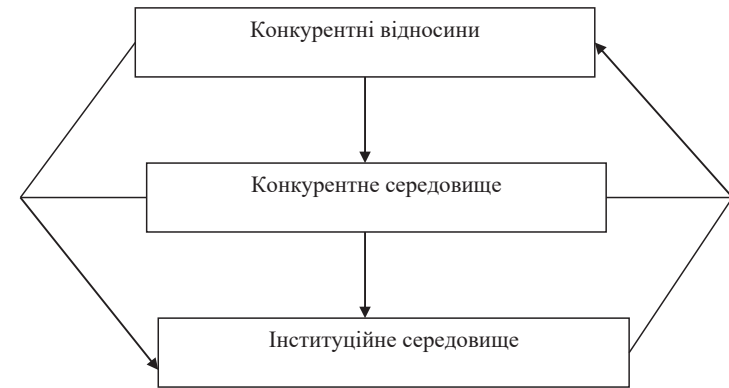 Конкурентні відносини
Конкурентне середовище
Інституційне середовище